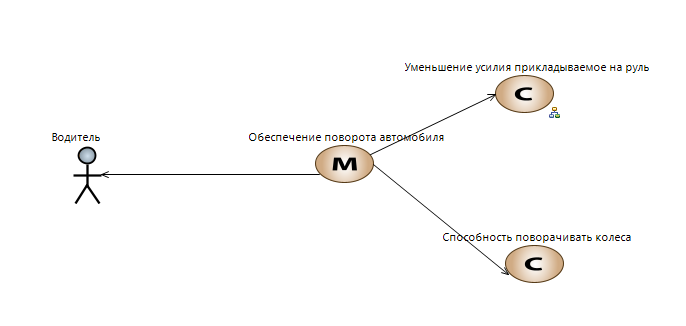 Уменьшение усилия прикладываемое на руль
C
Водитель
Обеспечение поворота автомобиля
M
Способность поворачивать колеса
C